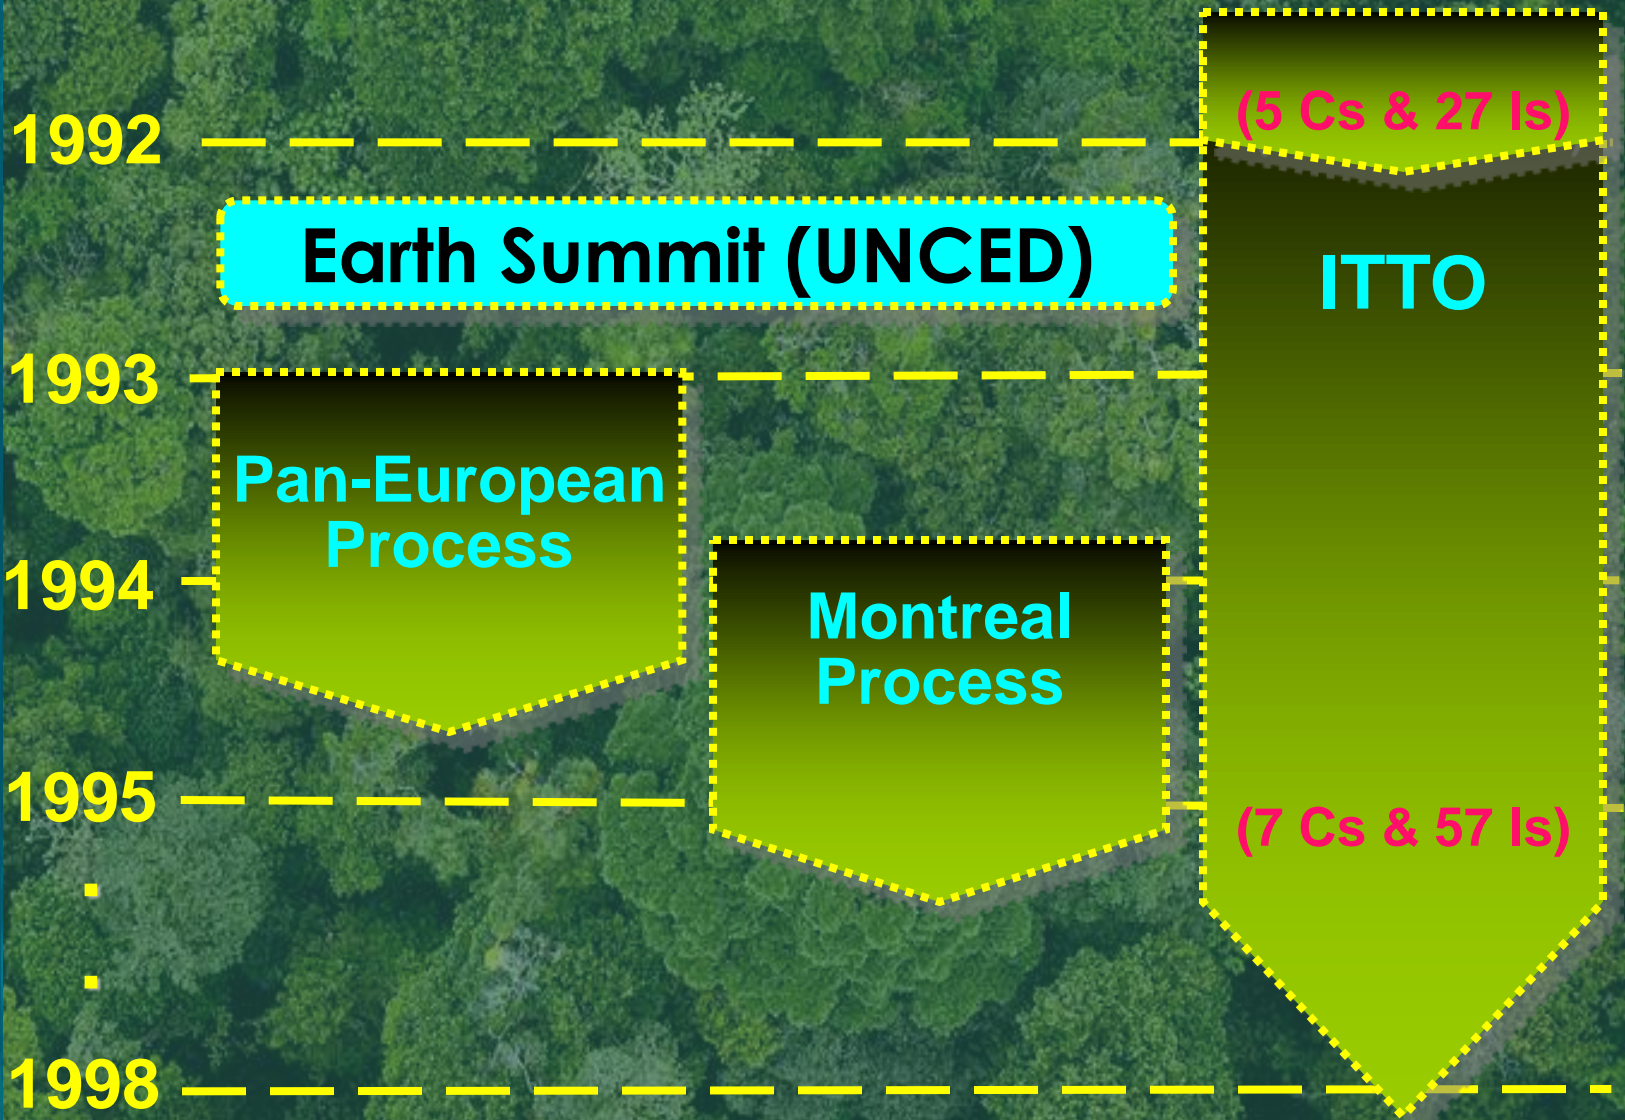 (5 Cs & 27 Is)
1992
Earth Summit (UNCED)
ITTO
1993
Pan-European
Process
1994
Montreal
Process
1995
(7 Cs & 57 Is)
.
.
1998